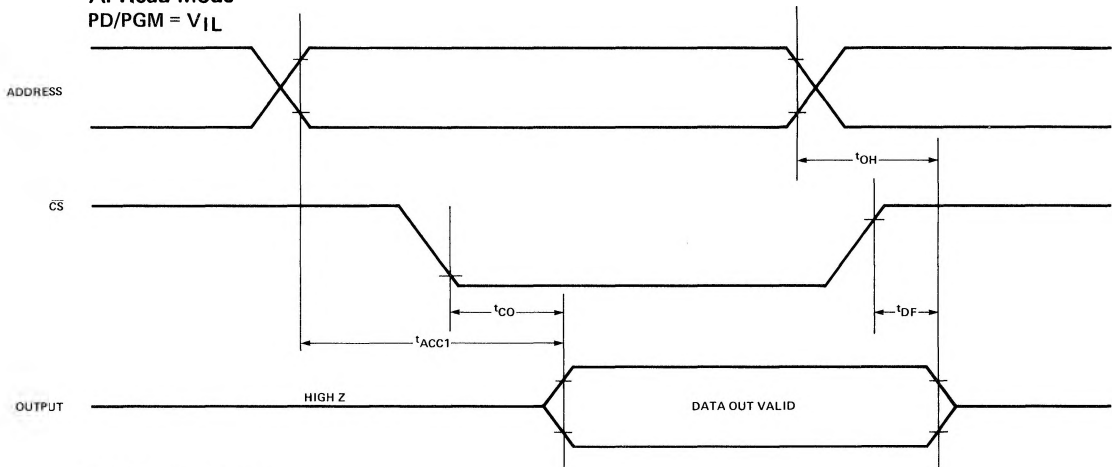 PD/PGM = VIL
ADDRESS
tOH
CS
tCO
tDF
tACC1
HIGH Z
OUTPUT
DATA OUT VALID